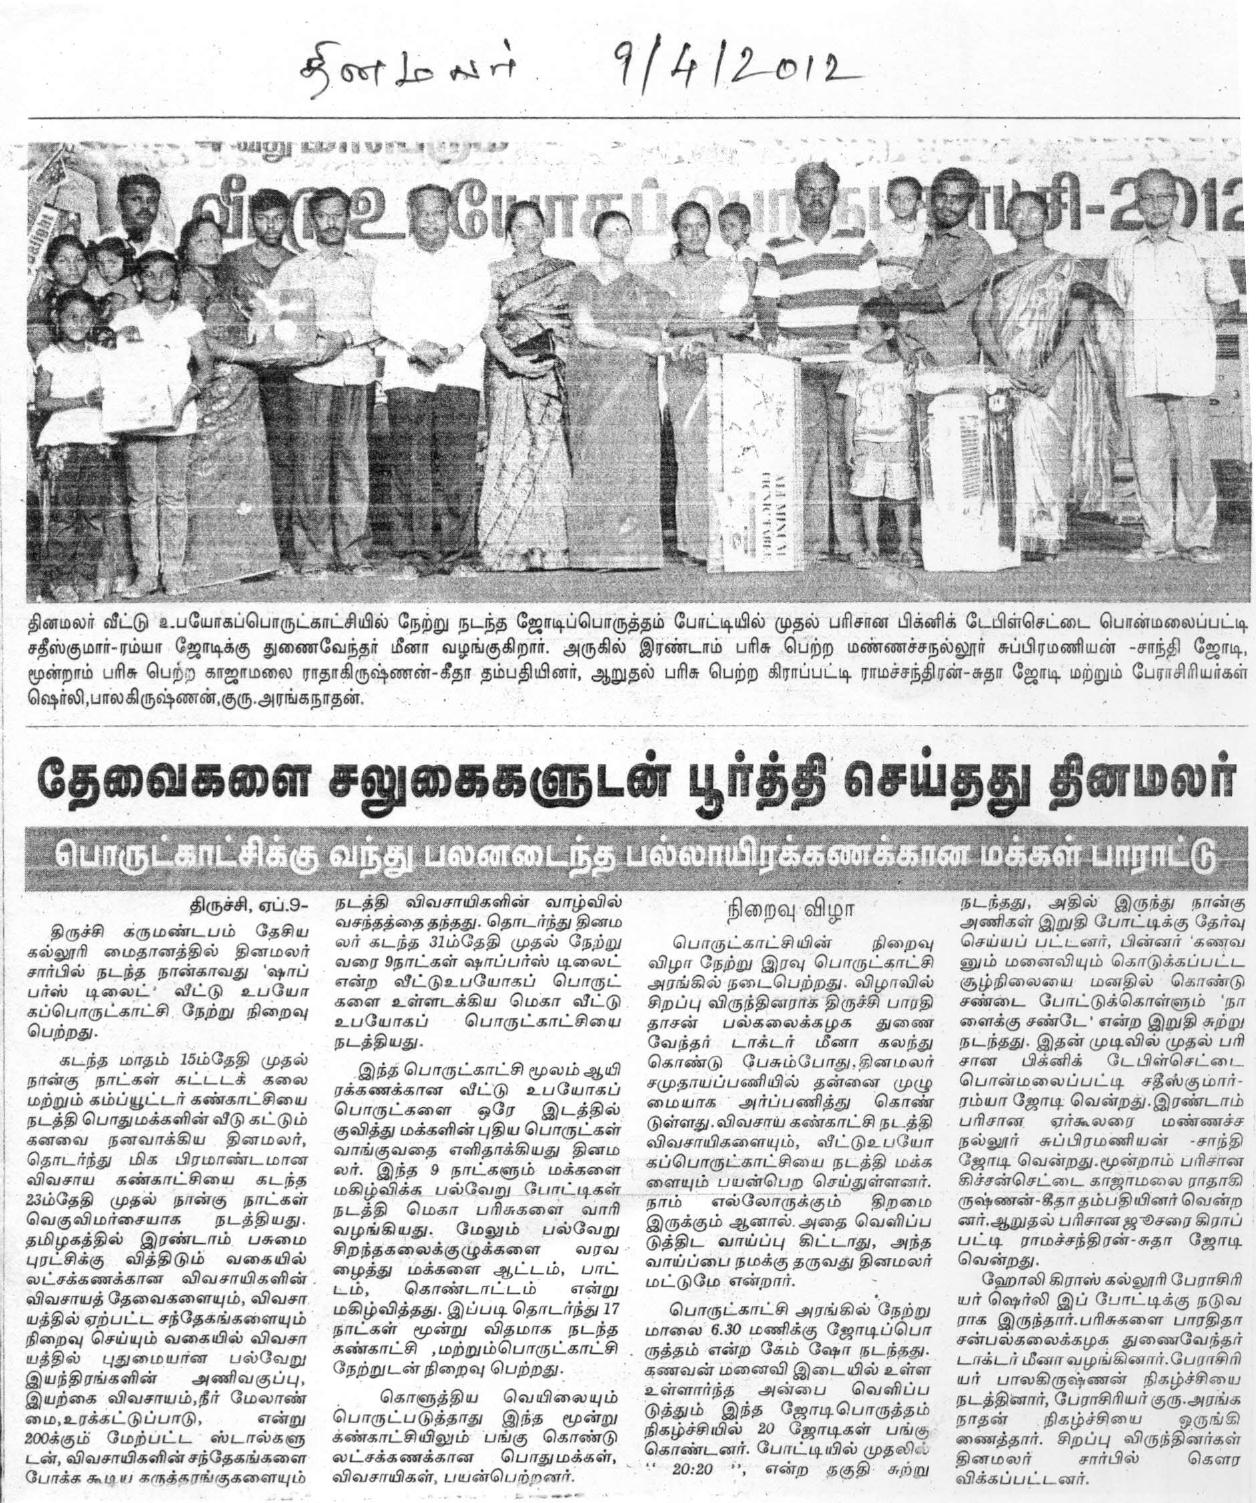 தினமலர் 9/4/2012
வீட்டு உபயோகப்பொருட்காட்சி-2012
தினமலர் வீட்டு உபயோகப்பொருட்காட்சியில் நேற்று நடந்த ஜோடிப்பொருத்தம் போட்டியில் முதல் பரிசான பிக்னிக் டேபிள்செட்டை பொன்மலைப்பட்டி
சதீஸ்குமார்-ரம்யா ஜோடிக்கு துணைவேந்தர் மீனா வழங்குகிறார். அருகில் இரண்டாம் பரிசு பெற்ற மண்ணச்சநல்லூர் சுப்பிரமணியன் -சாந்தி ஜோடி,
மூன்றாம் பரிசு பெற்ற காஜாமலை ராதாகிருஷ்ணன்-கீதா தம்பதியினர், ஆறுதல் பரிசு பெற்ற கிராப்பட்டி ராமச்சந்திரன்-சுதா ஜோடி மற்றும் பேராசிரியர்கள்
ஷெர்லி,பாலகிருஷ்ணன்,குரு.அரங்கநாதன்.
தேவைகளை சலுகைகளுடன் பூர்த்தி செய்தது தினமலர்
பொருட்காட்சிக்கு வந்து பலனடைந்த பல்லாயிரக்கணக்கான மக்கள் பாராட்டு
திருச்சி, ஏப்.9-
திருச்சி கருமண்டபம் தேசிய
கல்லூரி மைதானத்தில் தினமலர்
சார்பில் நடந்த நான்காவது 'ஷாப்
பர்ஸ் டிலைட்' வீட்டு உபயோ
கப்பொருட்காட்சி நேற்று நிறைவு
பெற்றது.
கடந்த மாதம் 15ம்தேதி முதல்
நான்கு நாட்கள் கட்டடக் கலை
மற்றும் கம்ப்யூட்டர் கண்காட்சியை
நடத்தி பொதுமக்களின் வீடு கட்டும்
கனவை நனவாக்கிய தினமலர்,
தொடர்ந்து மிக பிரமாண்டமான
விவசாய கண்காட்சியை கடந்த
23ம்தேதி முதல் நான்கு நாட்கள்
வெகுவிமர்சையாக நடத்தியது.
தமிழகத்தில் இரண்டாம் பசுமை
புரட்சிக்கு வித்திடும் வகையில்
லட்சக்கணக்கான விவசாயிகளின்
விவசாயத் தேவைகளையும், விவசா
யத்தில் ஏற்பட்ட சந்தேகங்களையும்
நிறைவு செய்யும் வகையில் விவசா
யத்தில் புதுமையான பல்வேறு
இயந்திரங்களின் அணிவகுப்பு,
இயற்கை விவசாயம்,நீர் மேலாண்
மை,உரக்கட்டுப்பாடு, என்று
200க்கும் மேற்பட்ட ஸ்டால்களு
டன், விவசாயிகளின் சந்தேகங்களை
போக்க கூடிய கருத்தரங்குகளையும்
நடத்தி விவசாயிகளின் வாழ்வில்
வசந்தத்தை தந்தது. தொடர்ந்து தினம
லர் கடந்த 31ம்தேதி முதல் நேற்று
வரை 9நாட்கள் ஷாப்பர்ஸ் டிலைட்
என்ற வீட்டுஉபயோகப் பொருட்
களை உள்ளடக்கிய மெகா வீட்டு
உபயோகப் பொருட்காட்சியை
நடத்தியது.
இந்த பொருட்காட்சி மூலம் ஆயி
ரக்கணக்கான வீட்டு உபயோகப்
பொருட்களை ஒரே இடத்தில்
குவித்து மக்களின் புதிய பொருட்கள்
வாங்குவதை எளிதாக்கியது தினம
லர். இந்த 9 நாட்களும் மக்களை
மகிழ்விக்க பல்வேறு போட்டிகள்
நடத்தி மெகா பரிசுகளை வாரி
வழங்கியது. மேலும் பல்வேறு
சிறந்தகலைக்குழுக்களை வரவ
ழைத்து மக்களை ஆட்டம், பாட்
டம், கொண்டாட்டம் என்று
மகிழ்வித்தது. இப்படி தொடர்ந்து 17
நாட்கள் மூன்று விதமாக நடந்த
கண்காட்சி ,மற்றும்பொருட்காட்சி
நேற்றுடன் நிறைவு பெற்றது.
கொளுத்திய வெயிலையும்
பொருட்படுத்தாது இந்த மூன்று
கண்காட்சியிலும் பங்கு கொண்டு
லட்சக்கணக்கான பொதுமக்கள்,
விவசாயிகள், பயன்பெற்றனர்.
நிறைவு விழா
பொருட்காட்சியின் நிறைவு
விழா நேற்று இரவு பொருட்காட்சி
அரங்கில் நடைபெற்றது. விழாவில்
சிறப்பு விருந்தினராக திருச்சி பாரதி
தாசன் பல்கலைக்கழக துணை
வேந்தர் டாக்டர் மீனா கலந்து
கொண்டு பேசும்போது,தினமலர்
சமுதாயப்பணியில் தன்னை முழு
மையாக அர்ப்பணித்து கொண்
டுள்ளது.விவசாய கண்காட்சி நடத்தி
விவசாயிகளையும், வீட்டுஉபயோ
கப்பொருட்காட்சியை நடத்தி மக்க
ளையும் பயன்பெற செய்துள்ளனர்.
நாம் எல்லோருக்கும் திறமை
இருக்கும் ஆனால் அதை வெளிப்ப
டுத்திட வாய்ப்பு கிட்டாது, அந்த
வாய்ப்பை நமக்கு தருவது தினமலர்
மட்டுமே என்றார்.
பொருட்காட்சி அரங்கில் நேற்று
மாலை 6.30 மணிக்கு ஜோடிப்பொ
ருத்தம் என்ற கேம் ஷோ நடந்தது.
கணவன் மனைவி இடையில் உள்ள
உள்ளார்ந்த அன்பை வெளிப்ப
டுத்தும் இந்த ஜோடிபொருத்தம்
நிகழ்ச்சியில் 20 ஜோடிகள் பங்கு
கொண்டனர். போட்டியில் முதலில்
" 20:20 ", என்ற தகுதி சுற்று
நடந்தது, அதில் இருந்து நான்கு
அணிகள் இறுதி போட்டிக்கு தேர்வு
செய்யப் பட்டனர், பின்னர் 'கணவ
னும் மனைவியும் கொடுக்கப்பட்ட
சூழ்நிலையை மனதில் கொண்டு
சண்டை போட்டுக்கொள்ளும் 'நா
ளைக்கு சண்டே' என்ற இறுதி சுற்று
நடந்தது. இதன் முடிவில் முதல் பரி
சான பிக்னிக் டேபிள்செட்டை
பொன்மலைப்பட்டி சதீஸ்குமார்-
ரம்யா ஜோடி வென்றது.இரண்டாம்
பரிசான ஏர்கூலரை மண்ணச்ச
நல்லூர் சுப்பிரமணியன் -சாந்தி
ஜோடி வென்றது.மூன்றாம் பரிசான
கிச்சன்செட்டை காஜாமலை ராதாகி
ருஷ்ணன்-கீதா தம்பதியினர் வென்ற
னர்.ஆறுதல் பரிசான ஜூசரை கிராப்
பட்டி ராமச்சந்திரன்-சுதா ஜோடி
வென்றது.
ஹோலி கிராஸ் கல்லூரி பேராசிரி
யர் ஷெர்லி இப் போட்டிக்கு நடுவ
ராக இருந்தார்.பரிசுகளை பாரதிதா
சன்பல்கலைக்கழக துணைவேந்தர்
டாக்டர் மீனா வழங்கினார்.பேராசிரி
யர் பாலகிருஷ்ணன் நிகழ்ச்சியை
நடத்தினார், பேராசிரியர் குரு.அரங்க
நாதன் நிகழ்ச்சியை ஒருங்கி
ணைத்தார். சிறப்பு விருந்தினர்கள்
தினமலர் சார்பில் கௌர
விக்கப்பட்டனர்.